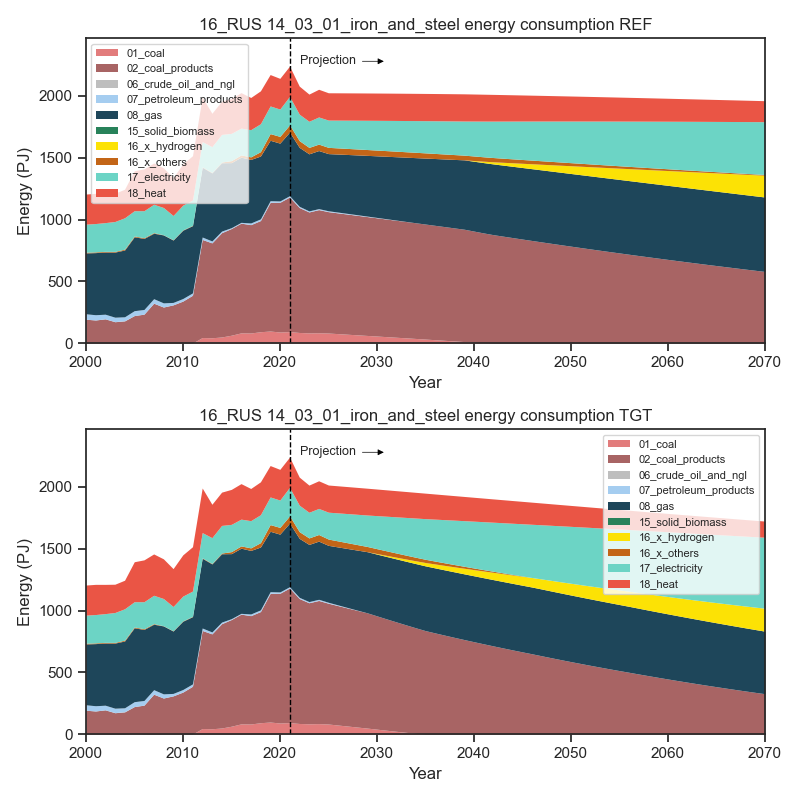 16_RUS 14_03_01_iron_and_steel energy consumption REF
Energy (PJ)
2000
1500
1000
500
0
Projection
01_coal
02_coal_products
06_crude_oil_and_ngl
07_petroleum_products
08_gas
15_solid_biomass
16_x_hydrogen
16_x_others
17_electricity
18_heat
2000 2010 2020 2030 2040 2050 2060 2070
Year
16_RUS 14_03_01_iron_and_steel energy consumption TGT
Energy (PJ)
2000
1500
1000
500
0
Projection
01_coal
02_coal_products
06_crude_oil_and_ngl
07_petroleum_products
08_gas
15_solid_biomass
16_x_hydrogen
16_x_others
17_electricity
18_heat
2000 2010 2020 2030 2040 2050 2060 2070
Year